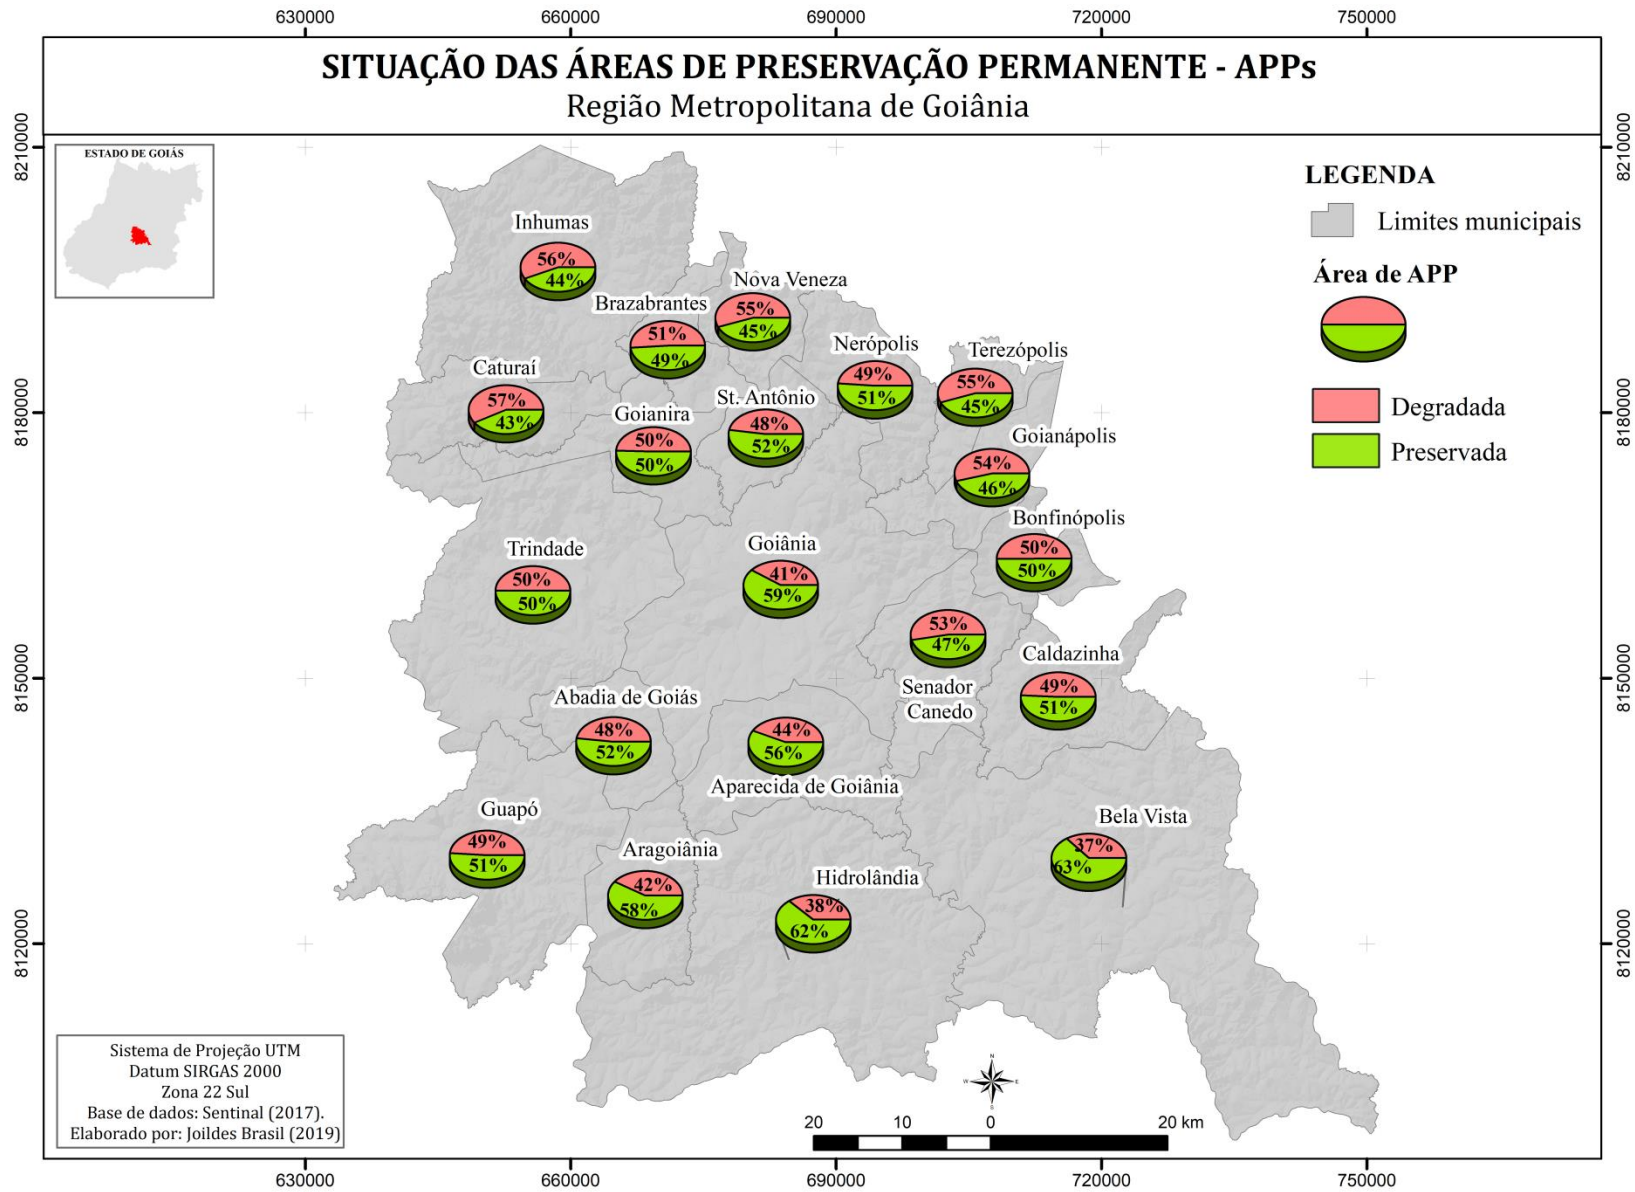 630000
660000
690000
720000
750000
SITUAÇÃO DAS ÁREAS DE PRESERVAÇÃO PERMANENTE - APPs
Região Metropolitana de Goiânia
8210000
8210000
ESTADO DE GOIÁS
LEGENDA
Limites municipais
Área de APP
Degradada
Preservada
Inhumas
56%
44%
Nova Veneza
55%
45%
Brazabrantes
51%
49%
Nerópolis
49%
51%
Terezópolis
55%
45%
Caturaí
57%
43%
St. Antônio
48%
52%
Goianira
50%
50%
8180000
8180000
Goianápolis
54%
46%
Bonfinópolis
50%
50%
Trindade
50%
50%
Goiânia
41%
59%
53%
47%
Senador
Canedo
Caldazinha
49%
51%
8150000
8150000
Abadia de Goiás
48%
52%
44%
56%
Aparecida de Goiânia
Guapó
49%
51%
Bela Vista
37%
63%
Aragoiânia
42%
58%
Hidrolândia
38%
62%
8120000
8120000
Sistema de Projeção UTM
Datum SIRGAS 2000
Zona 22 Sul
Base de dados: Sentinal (2017).
Elaborado por: Joildes Brasil (2019)
N
W
E
S
20
10
0
20 km
630000
660000
690000
720000
750000